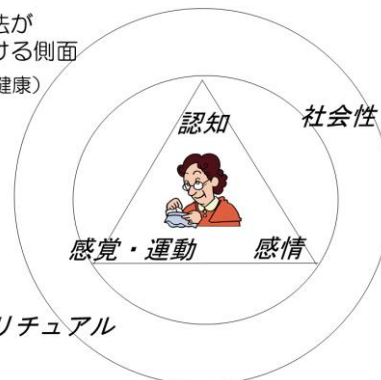 法が
ける側面
健康)
認知
社会性
感覚・運動
感情
リチュアル